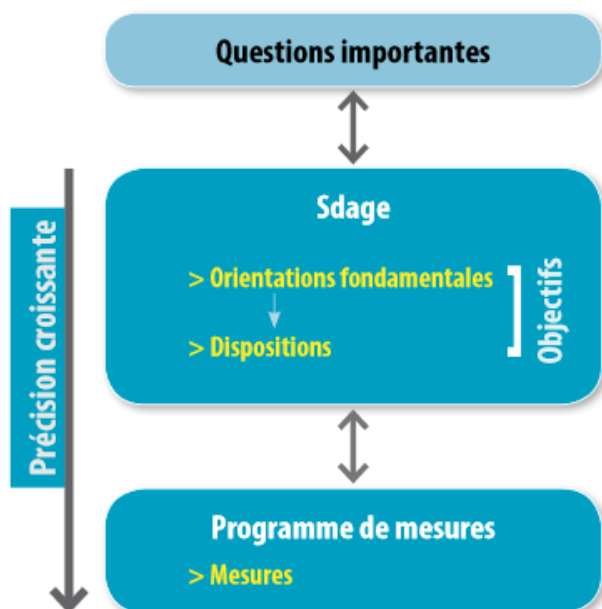 Questions importantes
Précision croissante
Sdage
> Orientations fondamentales
> Dispositions
Objectifs
Programme de mesures
> Mesures